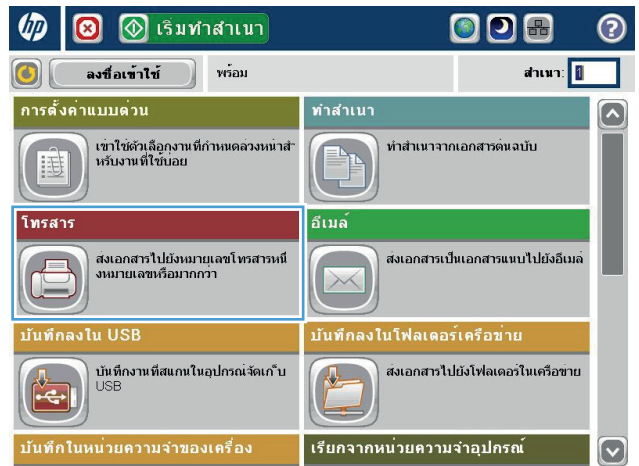 hp เริ่มทำสำเนา ?
ลงชื่อเข้าใช้ พร้อม สำเนา: 1
การตั้งค่าแบบด่วน
เข้าใช้ตัวเลือกงานที่กำหนดล่วงหน้าสำ
หรับงานที่ใช้บ่อย
ทำสำเนา
ทำสำเนาจากเอกสารต้นฉบับ
โทรสาร
ส่งเอกสารไปยังหมายเลขโทรสารหนึ่
งหมายเลขหรือมากกว่า
อีเมล์
ส่งเอกสารเป็นเอกสารแนบไปยังอีเมล์
บันทึกลงใน USB
บันทึกงานที่สแกนในอุปกรณ์จัดเก็บ
USB
บันทึกลงในโฟลเดอร์เครือข่าย
ส่งเอกสารไปยังโฟลเดอร์ในเครือข่าย
บันทึกในหน่วยความจำของเครื่อง
เรียกจากหน่วยความจำอุปกรณ์